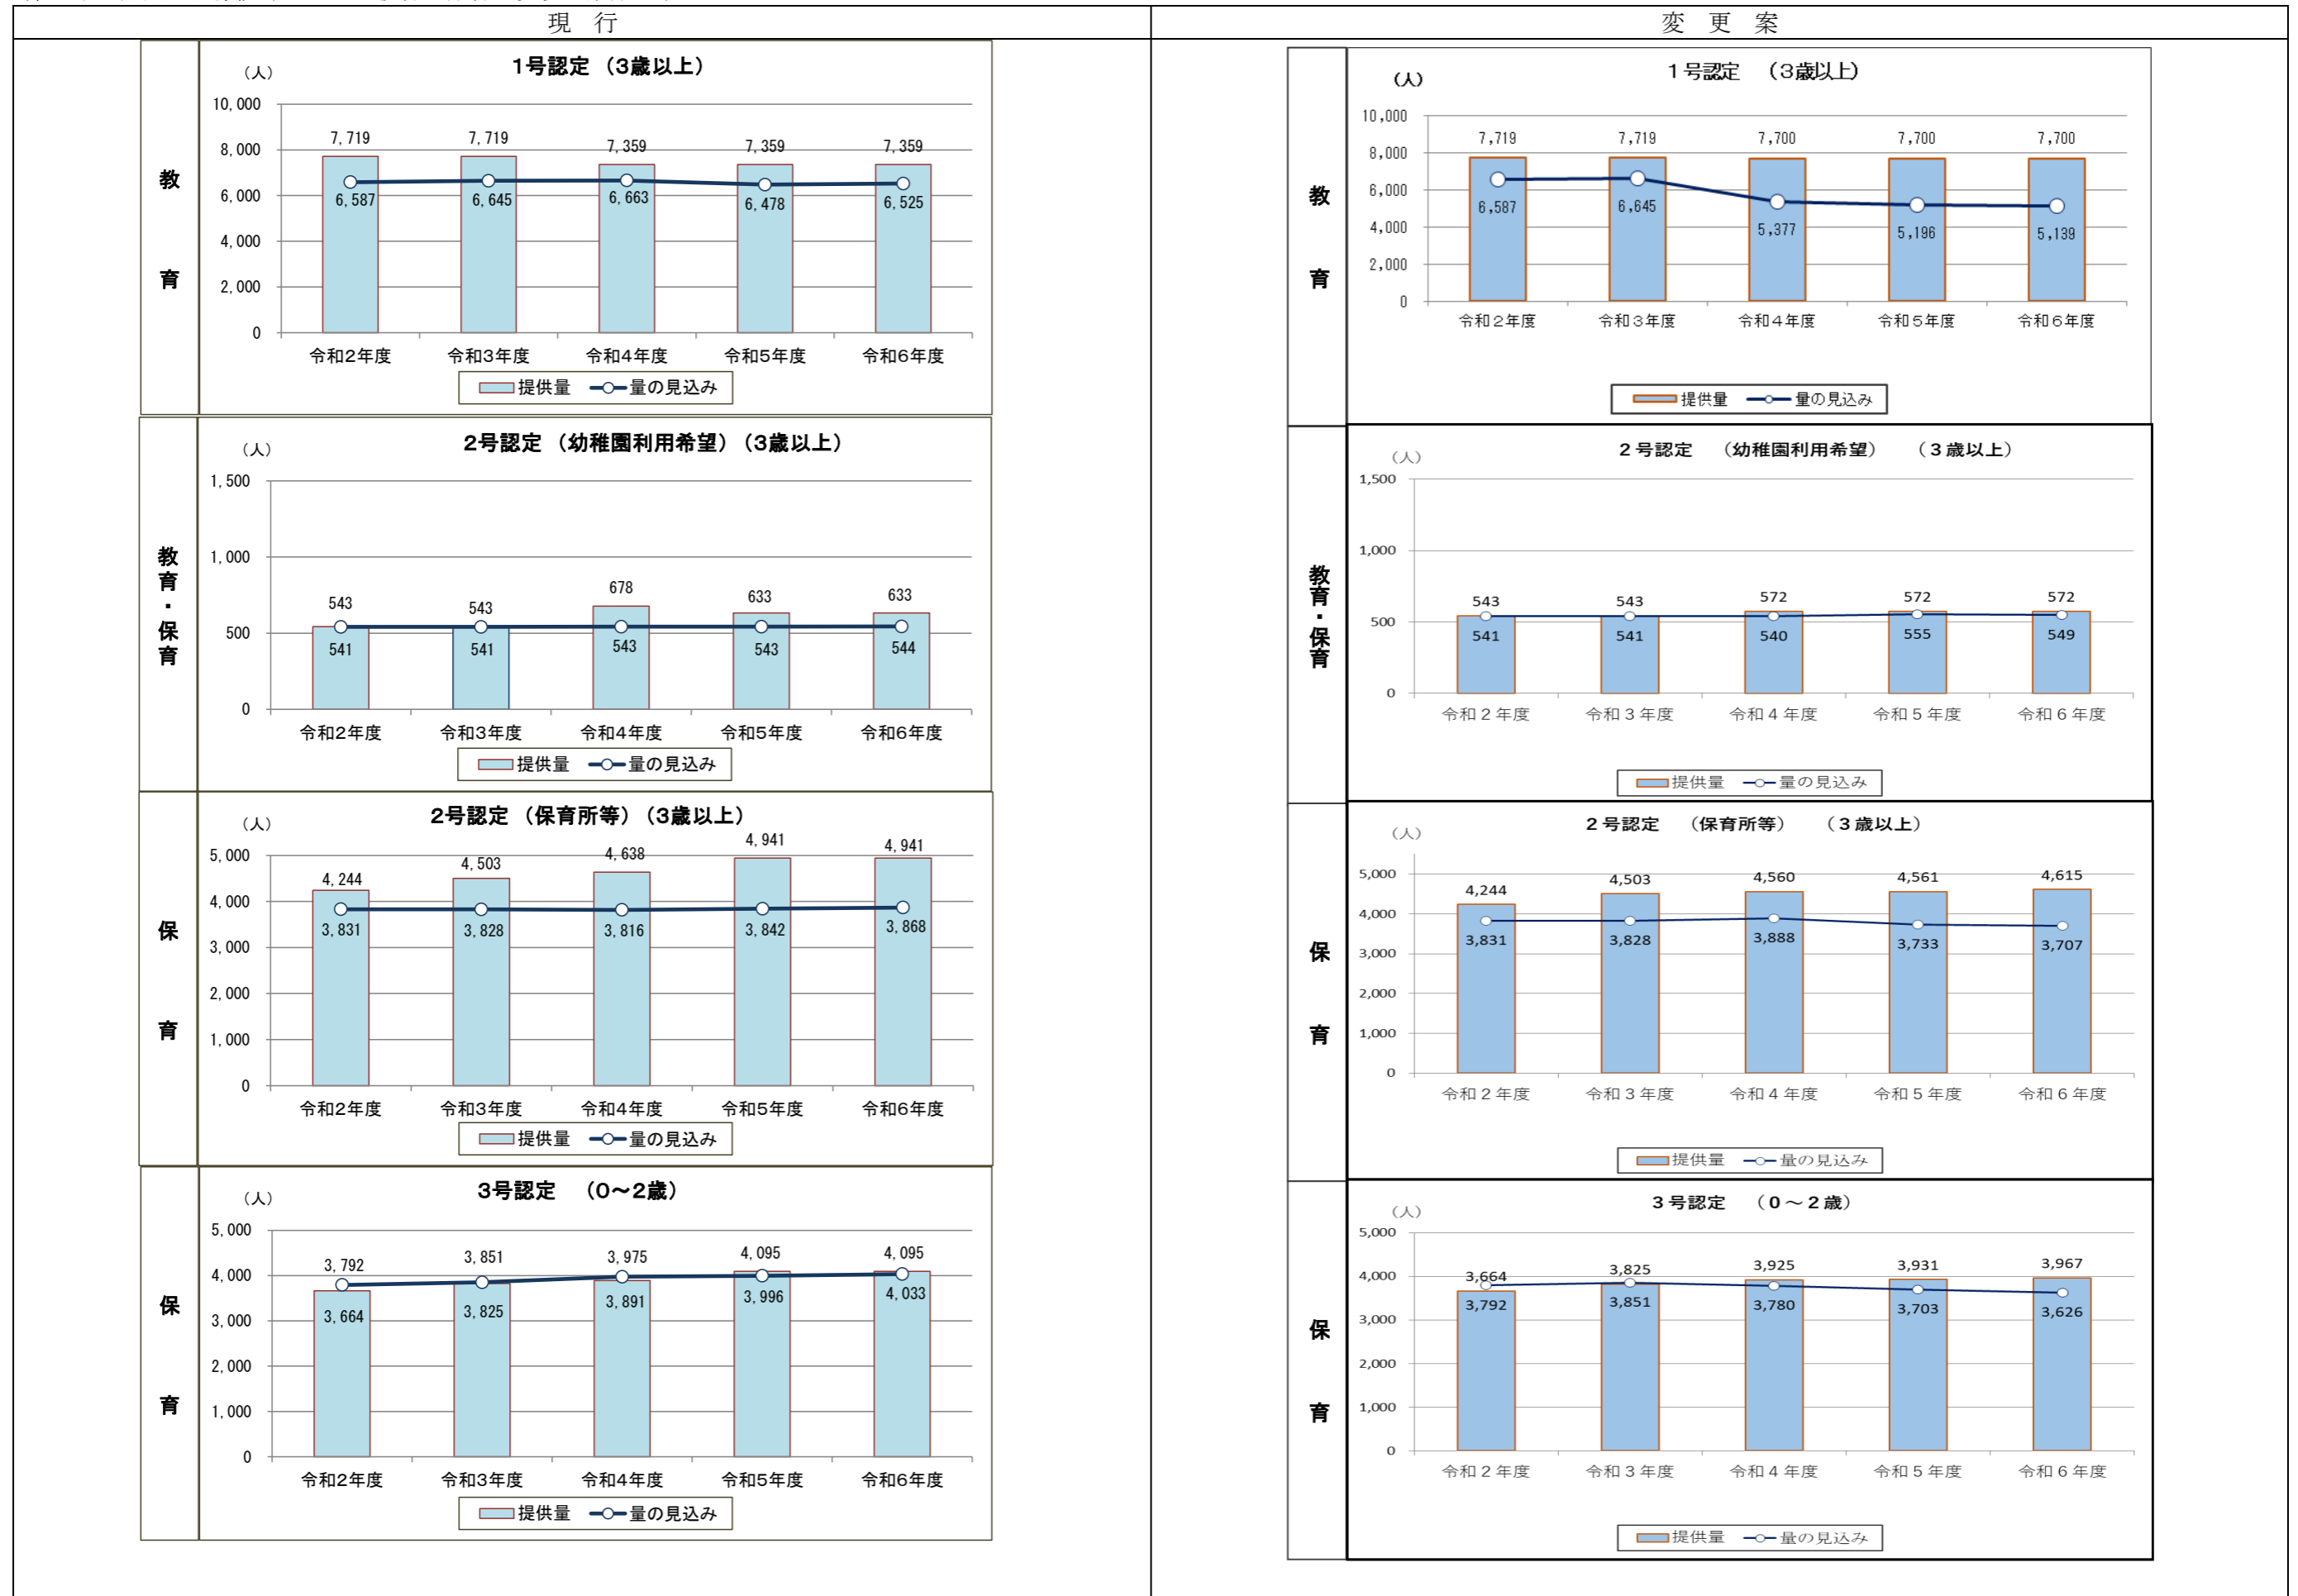 現 行
教
育
1号認定 （3歳以上）
（人）
10,000
8,000
6,000
4,000
2,000
0
7,719 7,719 7,359 7,359 7,359
6,587 6,645 6,663 6,478 6,525
令和2年度 令和3年度 令和4年度 令和5年度 令和6年度
提供量 量の見込み
教育・保育
2号認定 （幼稚園利用希望）（3歳以上）
（人）
1,500
1,000
500
0
543 543 678 633 633
541 541 543 543 544
令和2年度 令和3年度 令和4年度 令和5年度 令和6年度
提供量 量の見込み
保
育
2号認定 （保育所等）（3歳以上）
（人）
5,000
4,000
3,000
2,000
1,000
0
4,244 4,503 4,638 4,941 4,941
3,831 3,828 3,816 3,842 3,868
令和2年度 令和3年度 令和4年度 令和5年度 令和6年度
提供量 量の見込み
保
育
3号認定 （0～2歳）
（人）
5,000
4,000
3,000
2,000
1,000
0
3,792 3,851 3,975 4,095 4,095
3,664 3,825 3,891 3,996 4,033
令和2年度 令和3年度 令和4年度 令和5年度 令和6年度
提供量 量の見込み
変 更 案
教
育
1号認定 （3歳以上）
（人）
10,000
8,000
6,000
4,000
2,000
0
7,719 7,719 7,700 7,700 7,700
6,587 6,645 5,377 5,196 5,139
令和2年度 令和3年度 令和4年度 令和5年度 令和6年度
提供量 量の見込み
教育・保育
2号認定 （幼稚園利用希望） （3歳以上）
（人）
1,500
1,000
500
0
543 543 572 572 572
541 541 540 555 549
令和2年度 令和3年度 令和4年度 令和5年度 令和6年度
提供量 量の見込み
保
育
2号認定 （保育所等） （3歳以上）
（人）
5,000
4,000
3,000
2,000
1,000
0
4,244 4,503 4,560 4,561 4,615
3,831 3,828 3,888 3,733 3,707
令和2年度 令和3年度 令和4年度 令和5年度 令和6年度
提供量 量の見込み
保
育
3号認定 （0～2歳）
（人）
5,000
4,000
3,000
2,000
1,000
0
3,664 3,825 3,925 3,931 3,967
3,792 3,851 3,780 3,703 3,626
令和2年度 令和3年度 令和4年度 令和5年度 令和6年度
提供量 量の見込み